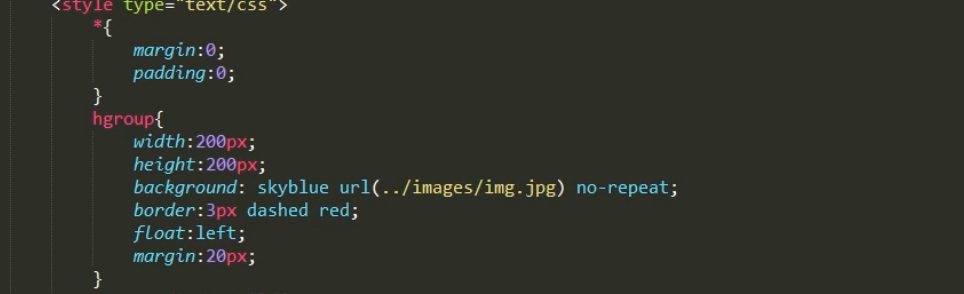 <style type="text/css">
*{
margin:0;
padding:0;
}
hgroup{
width:200px;
height:200px;
background: skyblue url(../images/img.jpg) no-repeat;
border:3px dashed red;
float:left;
margin:20px;
}